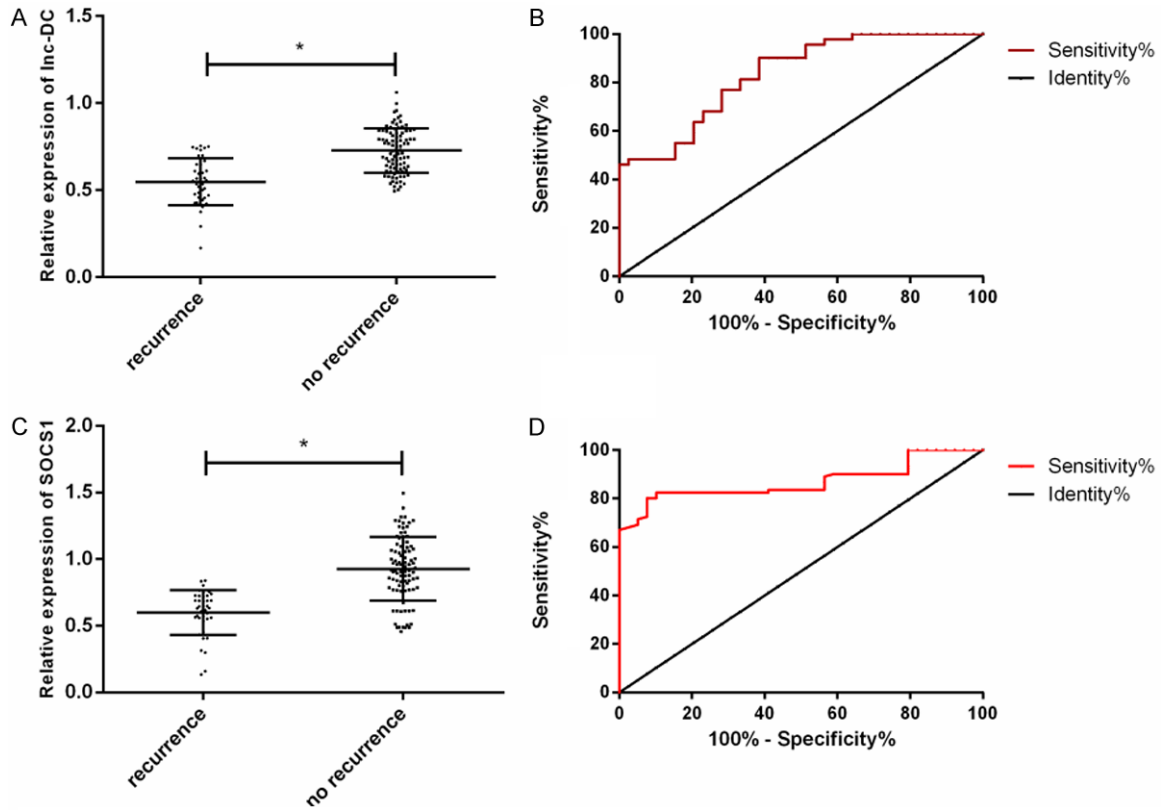 A
Relative expression of lnc-DC
1.5
1.0
0.5
0.0
*
recurrence
no recurrence
B
Sensitivity%
100
80
60
40
20
0
0 20 40 60 80 100
100% - Specificity%
Sensitivity%
Identity%
C
Relative expression of SOCS1
2.0
1.5
1.0
0.5
0.0
*
recurrence
no recurrence
D
Sensitivity%
100
80
60
40
20
0
0 20 40 60 80 100
100% - Specificity%
Sensitivity%
Identity%